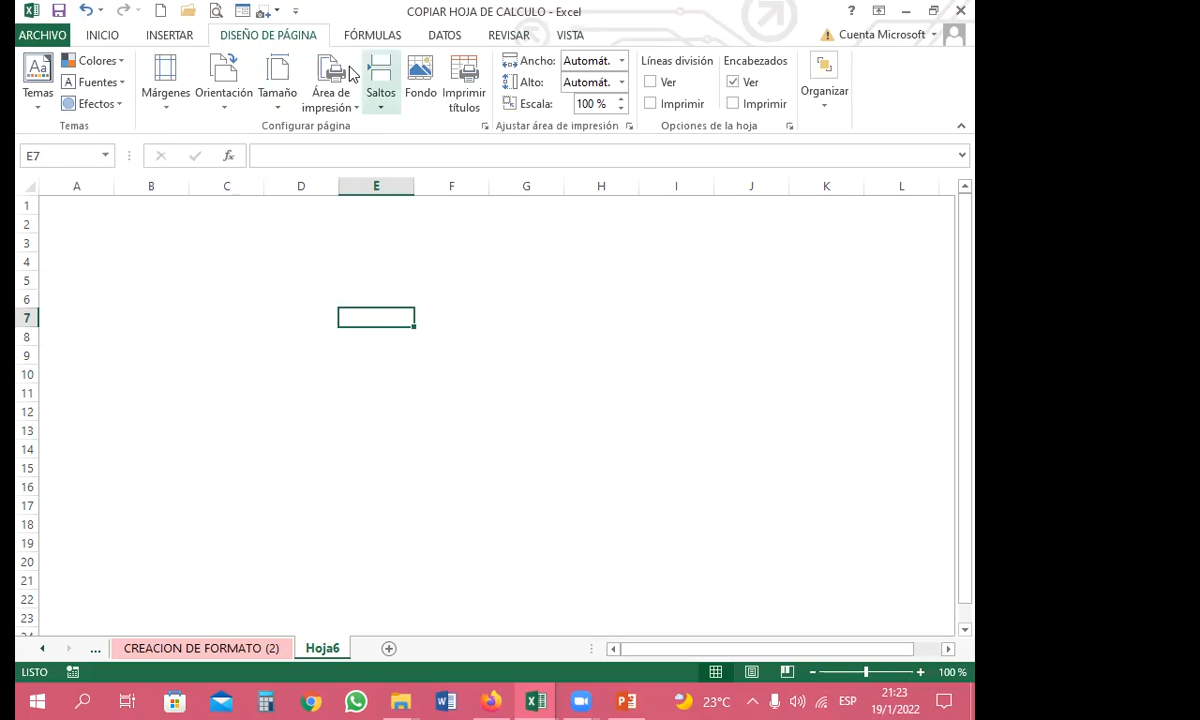 COPIAR HOJA DE CALCULO - Excel
?
ARCHIVO INICIO INSERTAR DISEÑO DE PÁGINA FÓRMULAS DATOS REVISAR VISTA Cuenta Microsoft
Temas
Colores
Fuentes
Efectos
Temas
Márgenes
Orientación
Tamaño
Área de
impresión
Saltos
Fondo
Imprimir
títulos
Configurar página
Ancho: Automát.
Alto: Automát.
Escala: 100 %
Ajustar área de impresión
Líneas división
Ver
Imprimir
Encabezados
Ver
Imprimir
Opciones de la hoja
Organizar
E7
fx
A B C D E F G H I J K L
1
2
3
4
5
6
7
8
9
10
11
12
13
14
15
16
17
18
19
20
21
22
23
... CREACION DE FORMATO (2) Hoja6
LISTO 100 %
23°C ESP 21:23
19/1/2022